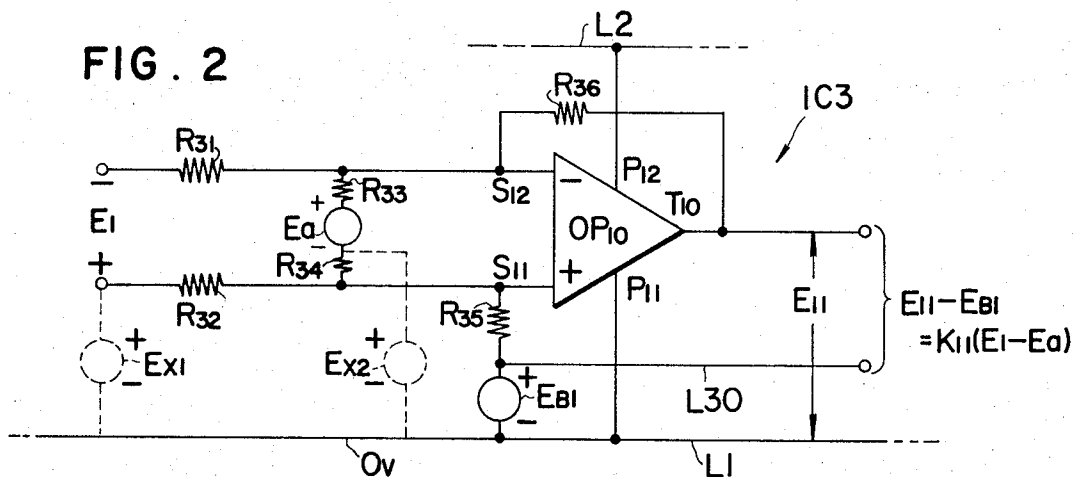 FIG. 2
L2
1C3
R36
R31
P12
S12
T10
R33
E1
Ea
OP10
R34
S11
P11
R32
R35
E11
E11-EB1
=K11(E1-Ea)
EX1
EX2
EB1
L30
0V
L1